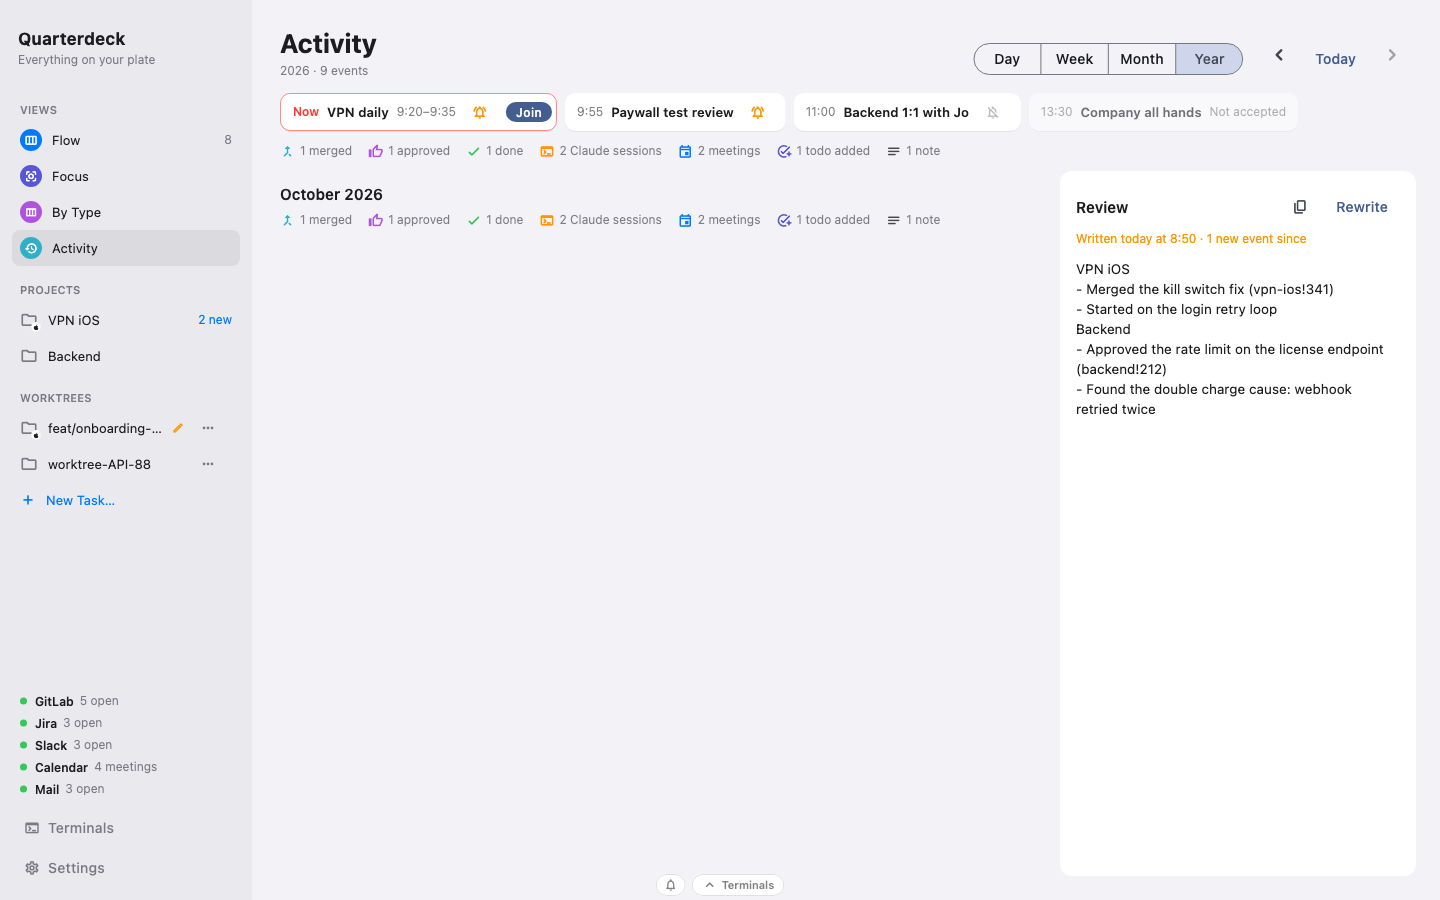 Quarterdeck
Everything on your plate
VIEWS
Flow 8
Focus
By Type
Activity
PROJECTS
VPN iOS 2 new
Backend
WORKTREES
feat/onboarding-...
worktree-API-88
New Task...
GitLab 5 open
Jira 3 open
Slack 3 open
Calendar 4 meetings
Mail 3 open
Terminals
Settings
Activity
2026 · 9 events
Day Week Month Year
Today
Now VPN daily 9:20–9:35 Join
9:55 Paywall test review
11:00 Backend 1:1 with Jo
13:30 Company all hands Not accepted
1 merged 1 approved 1 done 2 Claude sessions 2 meetings 1 todo added 1 note
October 2026
1 merged 1 approved 1 done 2 Claude sessions 2 meetings 1 todo added 1 note
Review Rewrite
Written today at 8:50 · 1 new event since
VPN iOS
- Merged the kill switch fix (vpn-ios!341)
- Started on the login retry loop
Backend
- Approved the rate limit on the license endpoint
(backend!212)
- Found the double charge cause: webhook
retried twice
Terminals